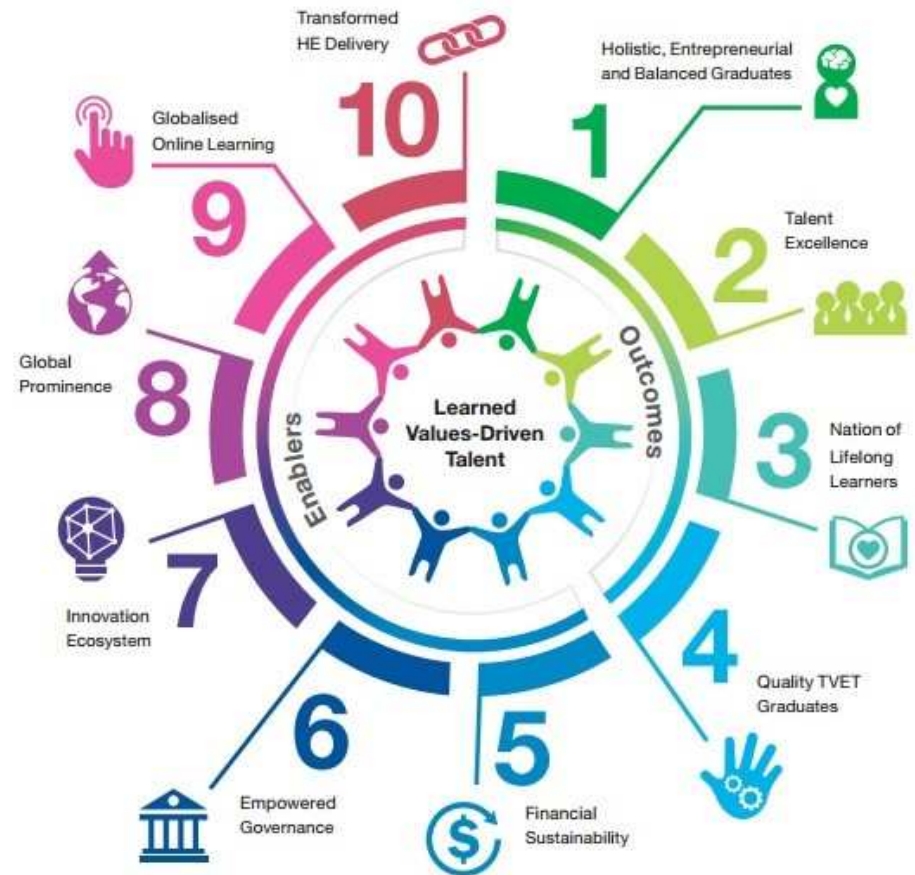 Transformed
HE Delivery
10
Holistic, Entrepreneurial
and Balanced Graduates
1
Talent
Excellence
2
Nation of
Lifelong
Learners
3
Quality TVET
Graduates
4
Financial
Sustainability
5
$
Empowered
Governance
6
Innovation
Ecosystem
7
Global
Prominence
8
Globalised
Online Learning
9
Enablers
Outcomes
Learned
Values-Driven
Talent